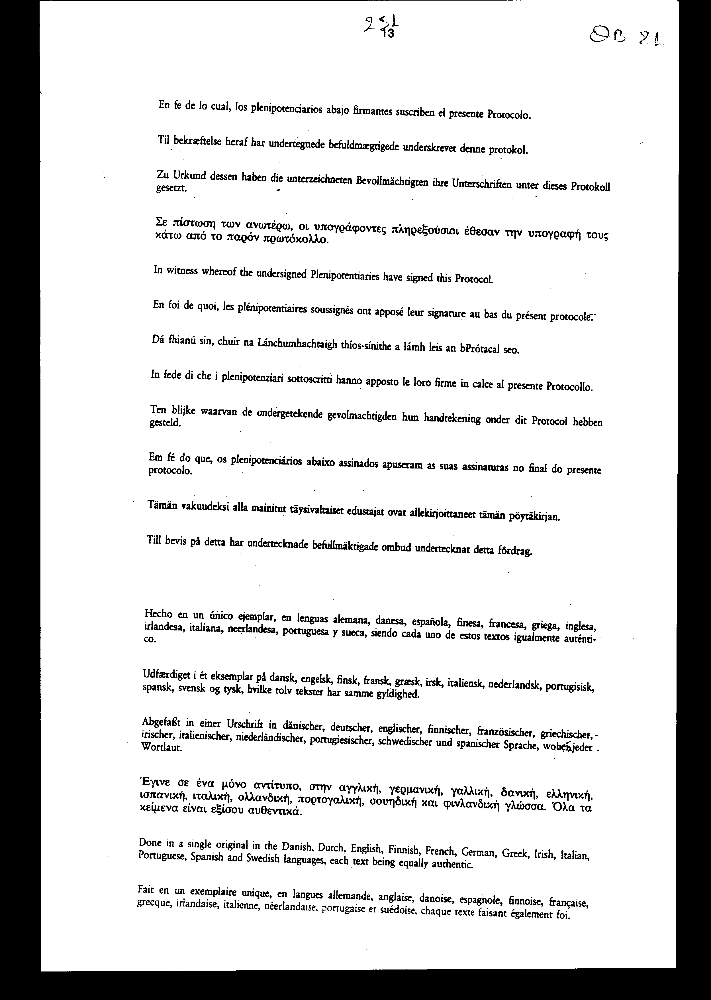 13
En fe de lo cual, los plenipotenciarios abajo firmantes suscriben el presente Protocolo.
Til bekræftelse heraf har undertegnede befuldmægtigede underskrevet denne protokol.
Zu Urkund dessen haben die unterzeichneten Bevollmächtigten ihre Unterschriften unter dieses Protokoll
gesetzt.
Σε πίστωση των ανωτέρω, οι υπογράφοντες πληρεξούσιοι έθεσαν την υπογραφή τους
κάτω από το παρόν πρωτόκολλο.
In witness whereof the undersigned Plenipotentiaries have signed this Protocol.
En foi de quoi, les plénipotentiaires soussignés ont apposé leur signature au bas du présent protocole.
Dá fhianú sin, chuir na Lánchumhachtaigh thíos-sínithe a lámh leis an bPrótacal seo.
In fede di che i plenipotenziari sottoscritti hanno apposto le loro firme in calce al presente Protocollo.
Ten blijke waarvan de ondergetekende gevolmachtigden hun handtekening onder dit Protocol hebben
gesteld.
Em fé do que, os plenipotenciários abaixo assinados apuseram as suas assinaturas no final do presente
protocolo.
Tämän vakuudeksi alla mainitut täysivaltaiset edustajat ovat allekirjoittaneet tämän pöytäkirjan.
Till bevis på detta har undertecknade befullmäktigade ombud undertecknat detta fördrag.
Hecho en un único ejemplar, en lenguas alemana, danesa, española, finesa, francesa, griega, inglesa,
irlandesa, italiana, neerlandesa, portuguesa y sueca, siendo cada uno de estos textos igualmente auténti-
co.
Udfærdiget i ét eksemplar på dansk, engelsk, finsk, fransk, græsk, irsk, italiensk, nederlandsk, portugisisk,
spansk, svensk og tysk, hvilke tolv tekster har samme gyldighed.
Abgefaßt in einer Urschrift in dänischer, deutscher, englischer, finnischer, französischer, griechischer,
irischer, italienischer, niederländischer, portugiesischer, schwedischer und spanischer Sprache, wobei jeder
Wortlaut.
Έγινε σε ένα μόνο αντίτυπο, στην αγγλική, γερμανική, γαλλική, δανική, ελληνική,
ισπανική, ιταλική, ολλανδική, πορτογαλική, σουηδική και φινλανδική γλώσσα. Όλα τα
κείμενα είναι εξίσου αυθεντικά.
Done in a single original in the Danish, Dutch, English, Finnish, French, German, Greek, Irish, Italian,
Portuguese, Spanish and Swedish languages, each text being equally authentic.
Fait en un exemplaire unique, en langues allemande, anglaise, danoise, espagnole, finnoise, française,
grecque, irlandaise, italienne, néerlandaise, portugaise et suédoise, chaque texte faisant également foi.